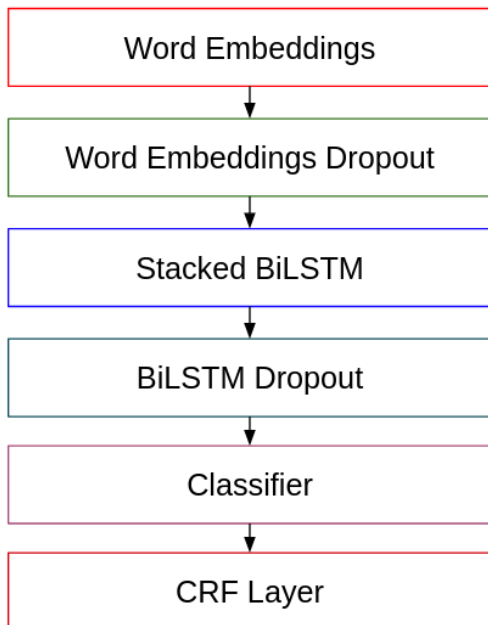 Word Embeddings
Word Embeddings Dropout
Stacked BiLSTM
BiLSTM Dropout
Classifier
CRF Layer